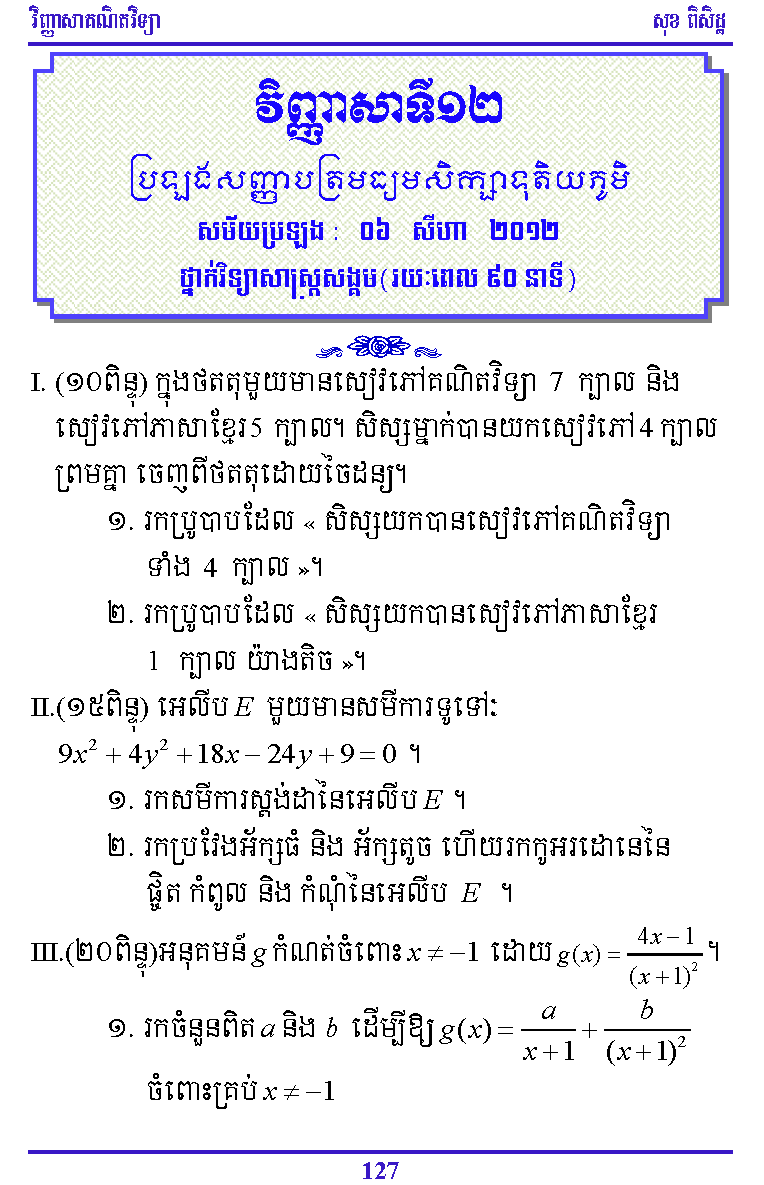 វិញ្ញាសាគណិតវិទ្យា សុខ ពិសិដ្ឋ
វិញ្ញាសាទី១២
ប្រឡងសញ្ញាបត្រមធ្យមសិក្សាទុតិយភូមិ
សម័យប្រឡង : ០៦ សីហា ២០១២
ថ្នាក់វិទ្យាសាស្ត្រសង្គម(រយៈពេល ៩០ នាទី)
I. (១០ពិន្ទុ) ក្នុងថតតុមួយមានសៀវភៅគណិតវិទ្យា 7 ក្បាល និង
សៀវភៅភាសាខ្មែរ5 ក្បាល។ សិស្សម្នាក់បានយកសៀវភៅ4 ក្បាល
ព្រមគ្នា ចេញពីថតតុដោយចៃដន្យ។
១. រកប្រូបាបដែល « សិស្សយកបានសៀវភៅគណិតវិទ្យា
ទាំង 4 ក្បាល »។
២. រកប្រូបាបដែល « សិស្សយកបានសៀវភៅភាសាខ្មែរ
1 ក្បាល យ៉ាងតិច »។
II.(១៥ពិន្ទុ) អេលីប E មួយមានសមីការទូទៅៈ
9x² + 4y² + 18x − 24y + 9 = 0 ។
១. រកសមីការស្តង់ដានៃអេលីប E ។
២. រកប្រវែងអ័ក្សធំ និង អ័ក្សតូច ហើយរកកូអរដោនេនៃ
ផ្ចិត កំពូល និង កំណុំនៃអេលីប E ។
III.(២០ពិន្ទុ)អនុគមន៍ g កំណត់ចំពោះ x ≠ −1 ដោយ g(x) = (4x − 1)/(x + 1)² ។
១. រកចំនួនពិត a និង b ដើម្បីឱ្យ g(x) = a/(x + 1) + b/(x + 1)²
ចំពោះគ្រប់ x ≠ −1
127